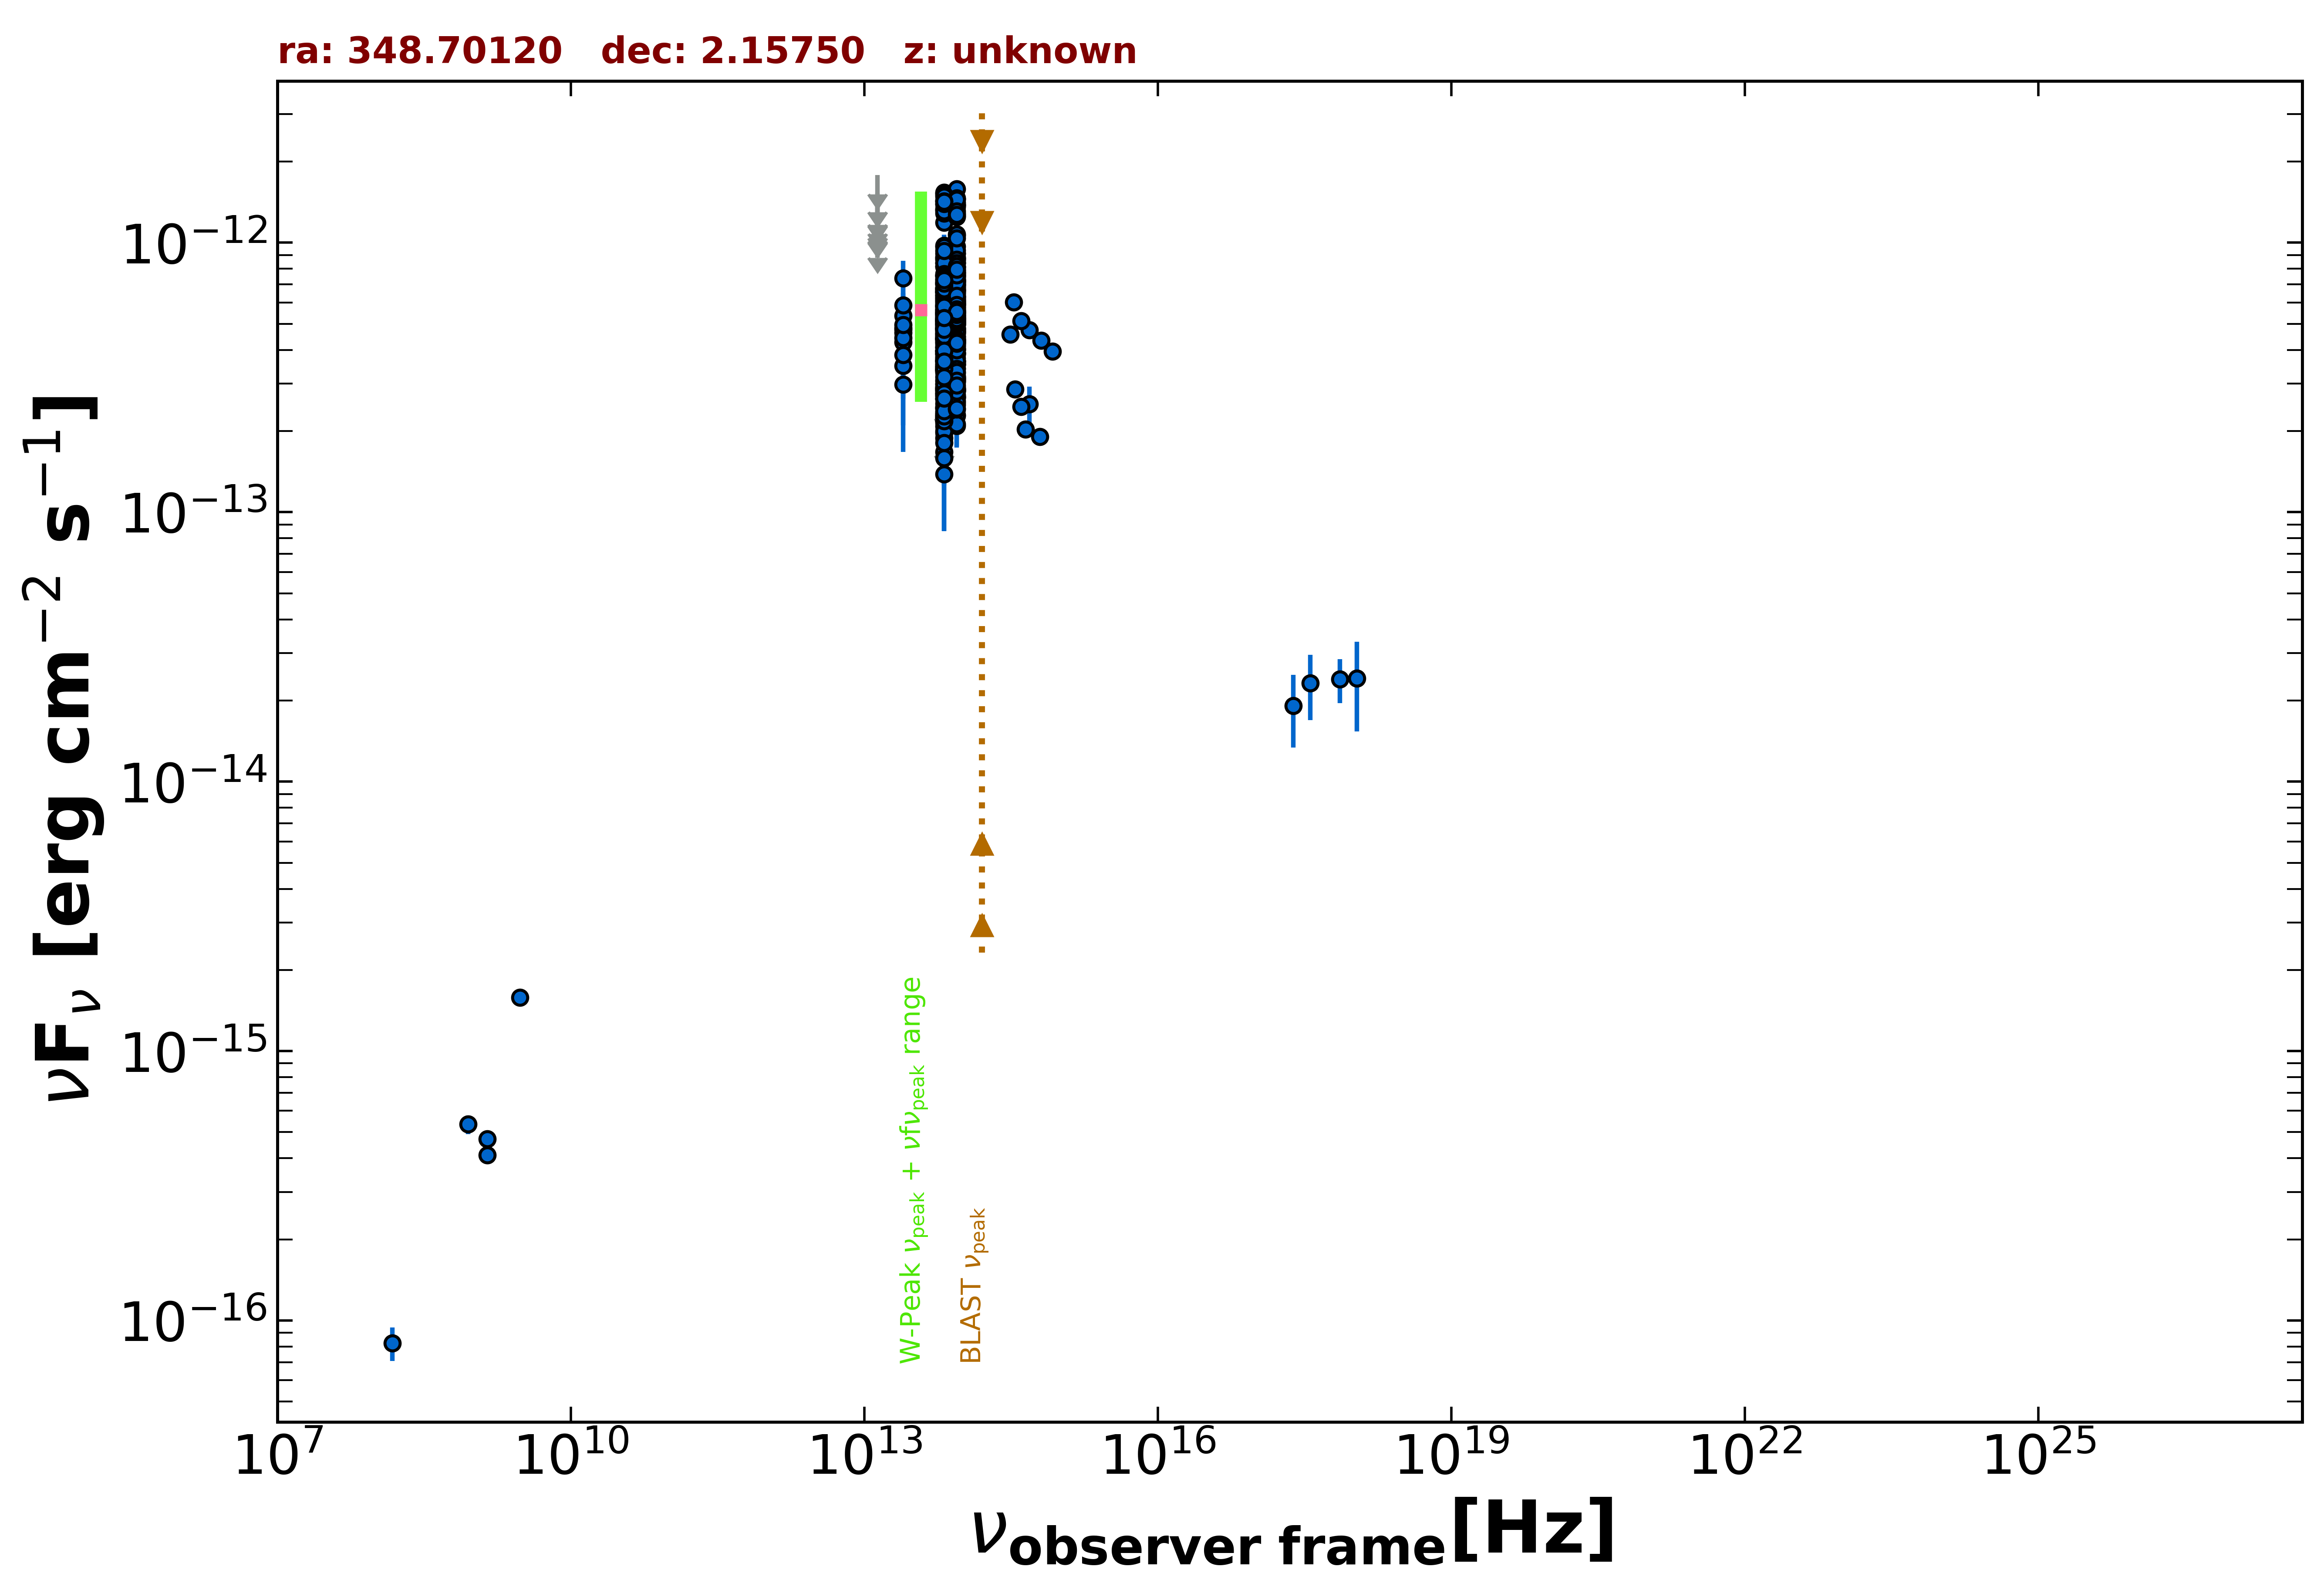 ra: 348.70120 dec: 2.15750 z: unknown
νFν [erg cm⁻² s⁻¹]
10⁻¹²
10⁻¹³
10⁻¹⁴
10⁻¹⁵
10⁻¹⁶
W-Peak νpeak + νfνpeak range
BLAST νpeak
10⁷ 10¹⁰ 10¹³ 10¹⁶ 10¹⁹ 10²² 10²⁵
νobserver frame[Hz]